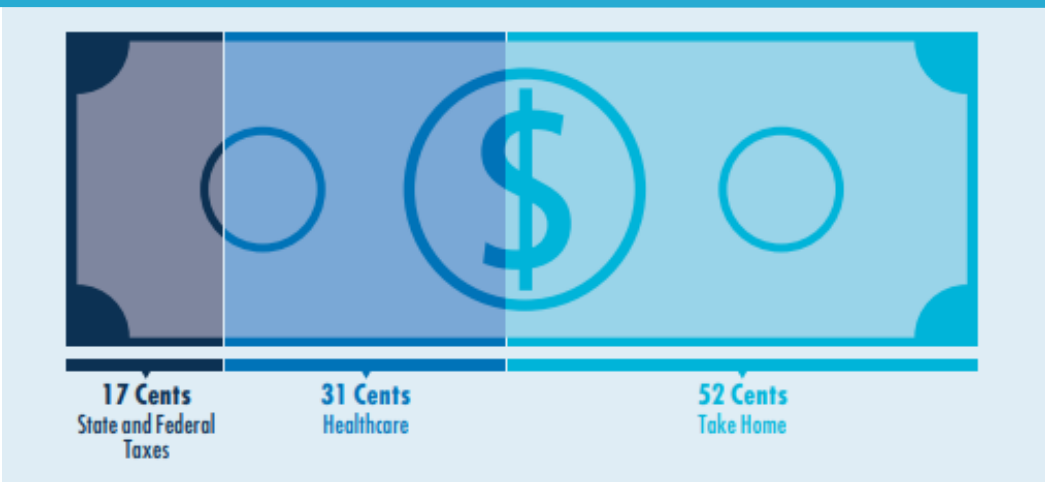 $
17 Cents
State and Federal
Taxes
31 Cents
Healthcare
52 Cents
Take Home